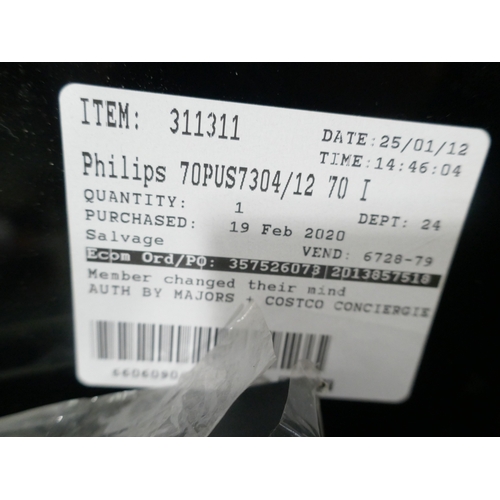 ITEM: 311311
DATE:25/01/12
TIME:14:46:04
Philips 70PUS7304/12 70 I
QUANTITY: 1
DEPT: 24
PURCHASED: 19 Feb 2020
Salvage
VEND: 6728-79
Ecom Ord/PO: 357526073 2013857518
Member changed their mind
AUTH BY MAJORS + COSTCO CONCIERGIE